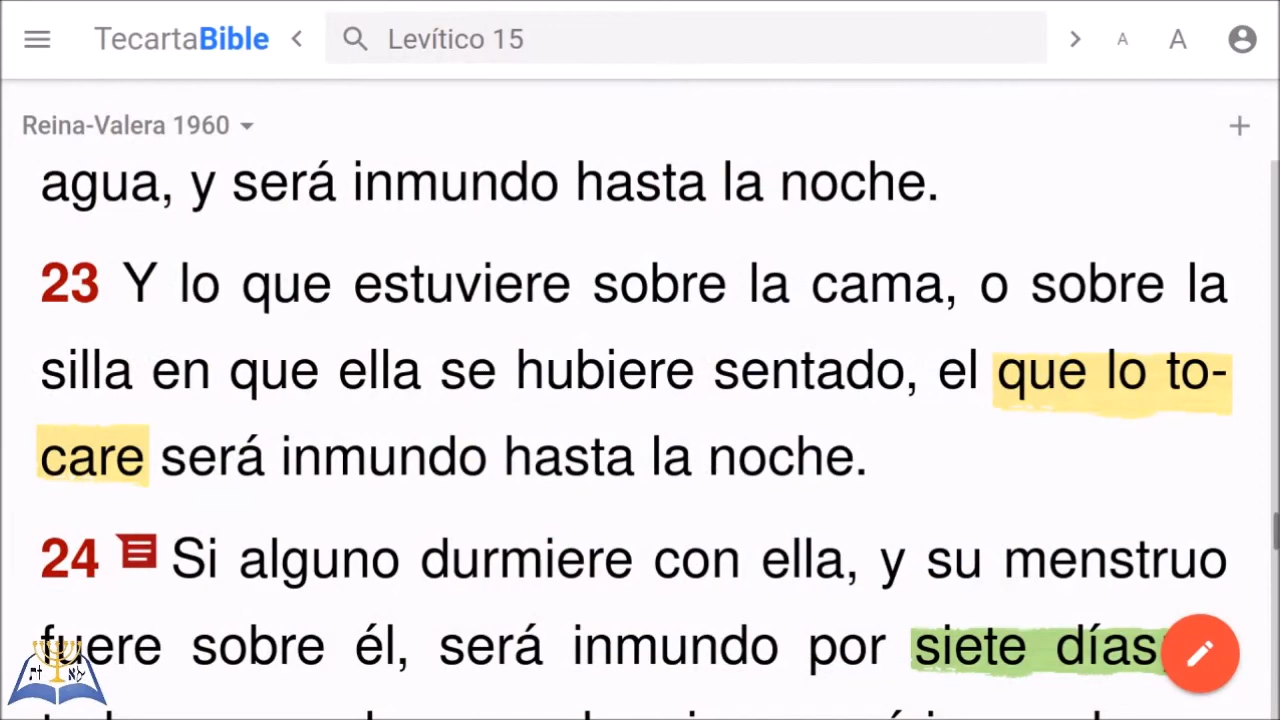 TecartaBible
Levítico 15
A A
Reina-Valera 1960
agua, y será inmundo hasta la noche.
23 Y lo que estuviere sobre la cama, o sobre la
silla en que ella se hubiere sentado, el que lo to-
care será inmundo hasta la noche.
24 Si alguno durmiere con ella, y su menstruo
fuere sobre él, será inmundo por siete días,